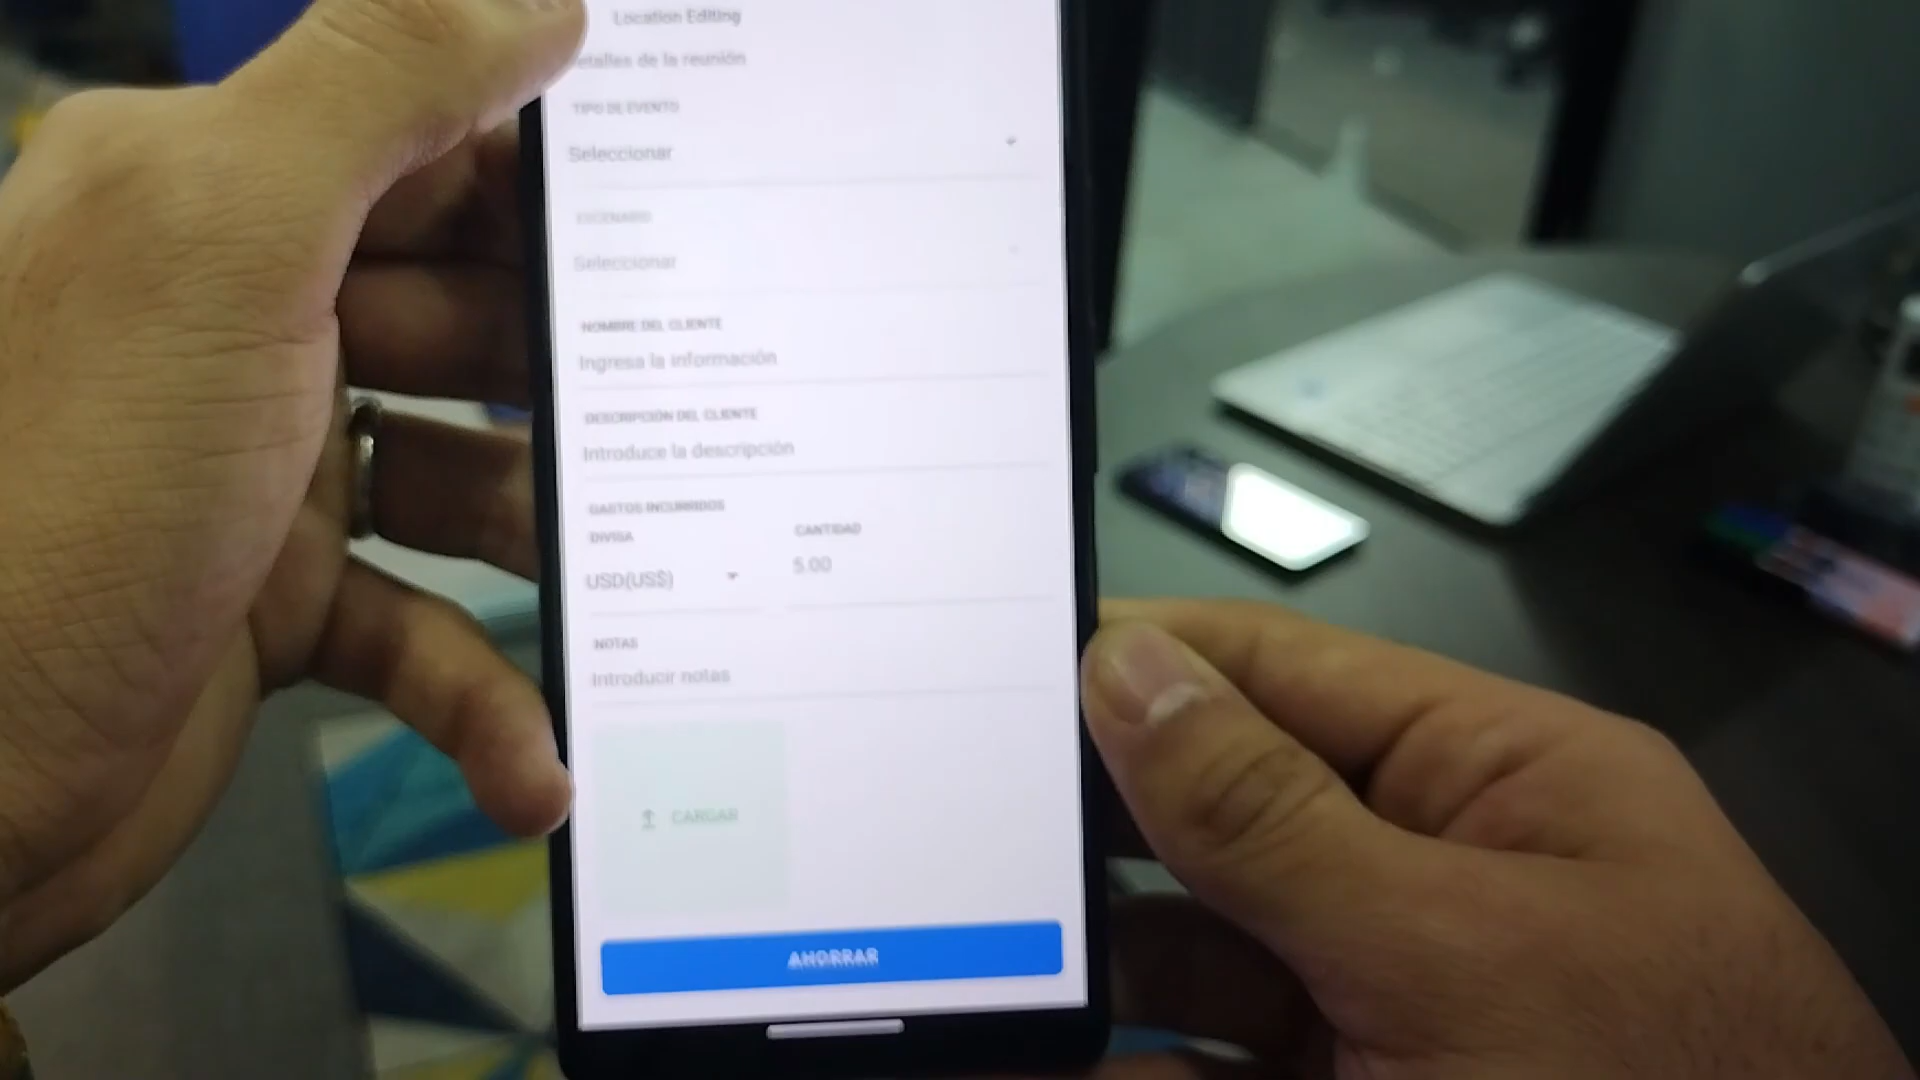 Location Editing
etalles de la reunión
TIPO DE EVENTO
Seleccionar
ESCENARIO
Seleccionar
NOMBRE DEL CLIENTE
Ingresa la información
DESCRIPCIÓN DEL CLIENTE
Introduce la descripción
GASTOS INCURRIDOS
DIVISA
CANTIDAD
USD(US$)
5.00
NOTAS
Introducir notas
CARGAR
AHORRAR